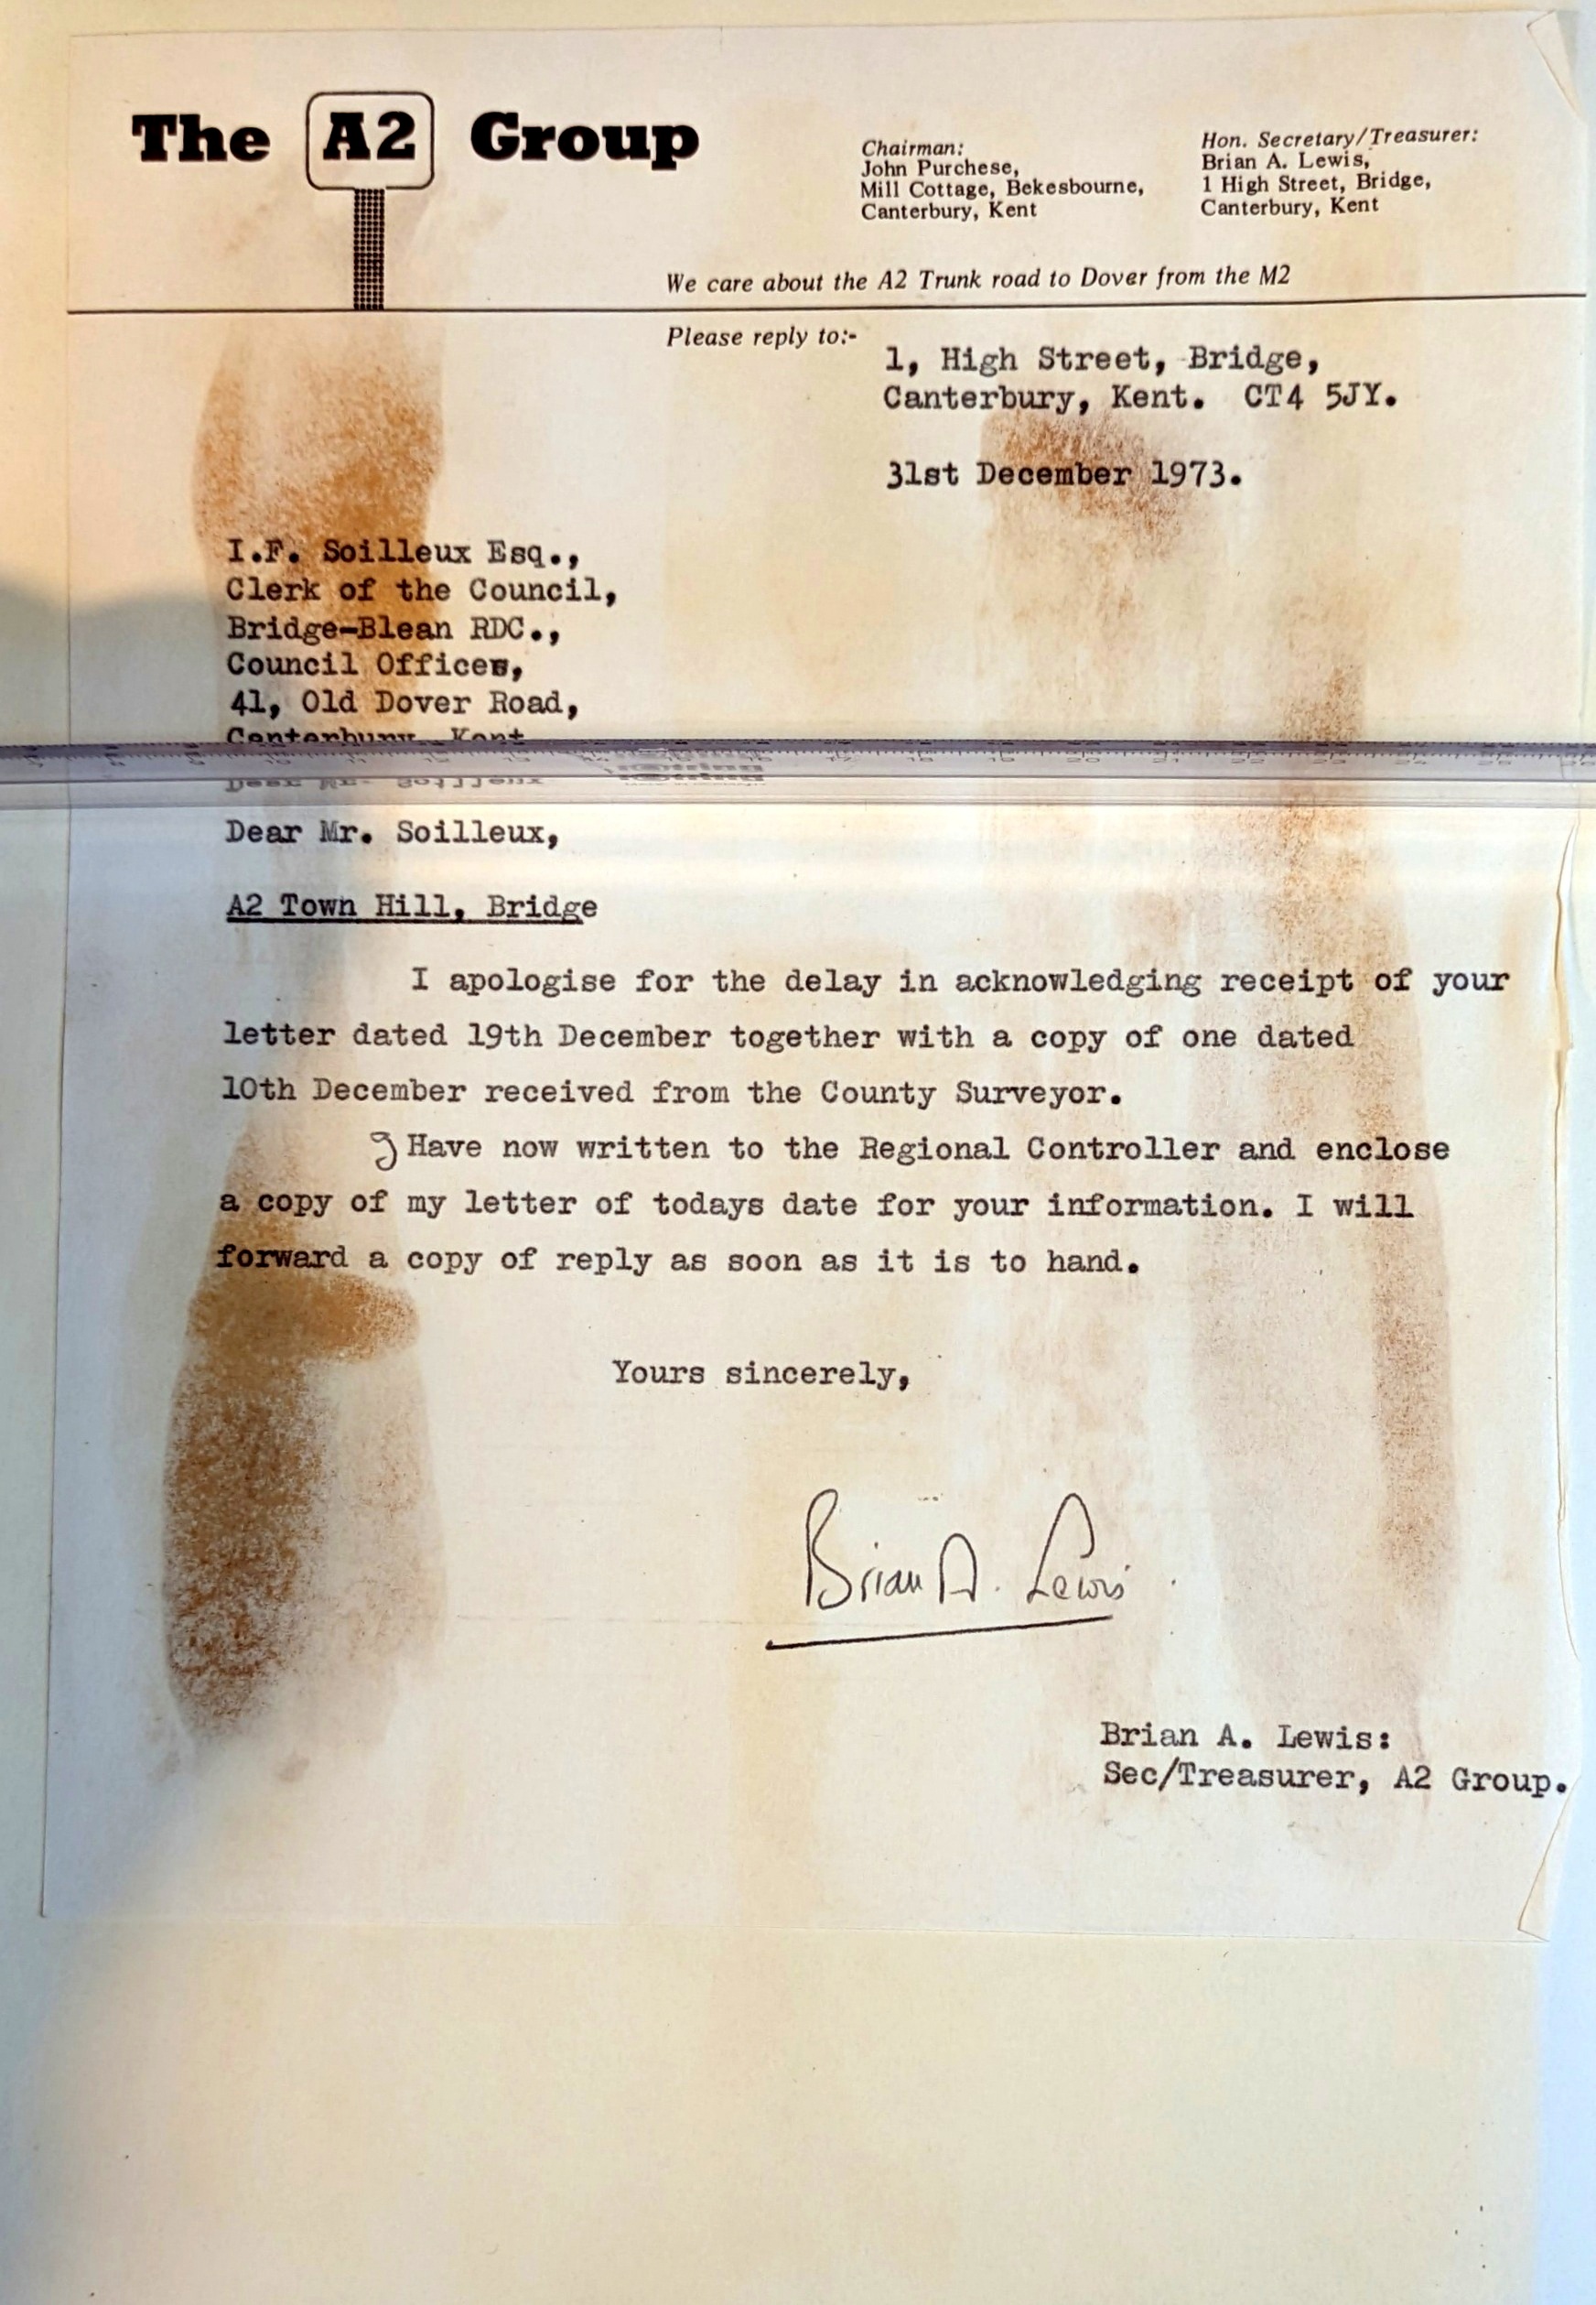 The A2 Group
Chairman:
John Purchese,
Mill Cottage, Bekesbourne,
Canterbury, Kent
Hon. Secretary/Treasurer:
Brian A. Lewis,
1 High Street, Bridge,
Canterbury, Kent
We care about the A2 Trunk road to Dover from the M2
Please reply to:-
1, High Street, Bridge,
Canterbury, Kent. CT4 5JY.
31st December 1973.
I.F. Soilleux Esq.,
Clerk of the Council,
Bridge-Blean RDC.,
Council Offices,
41, Old Dover Road,
Canterbury, Kent
Dear Mr. Soilleux,
A2 Town Hill, Bridge
I apologise for the delay in acknowledging receipt of your
letter dated 19th December together with a copy of one dated
10th December received from the County Surveyor.
I Have now written to the Regional Controller and enclose
a copy of my letter of todays date for your information. I will
forward a copy of reply as soon as it is to hand.
Yours sincerely,
Brian A. Lewis
Brian A. Lewis:
Sec/Treasurer, A2 Group.